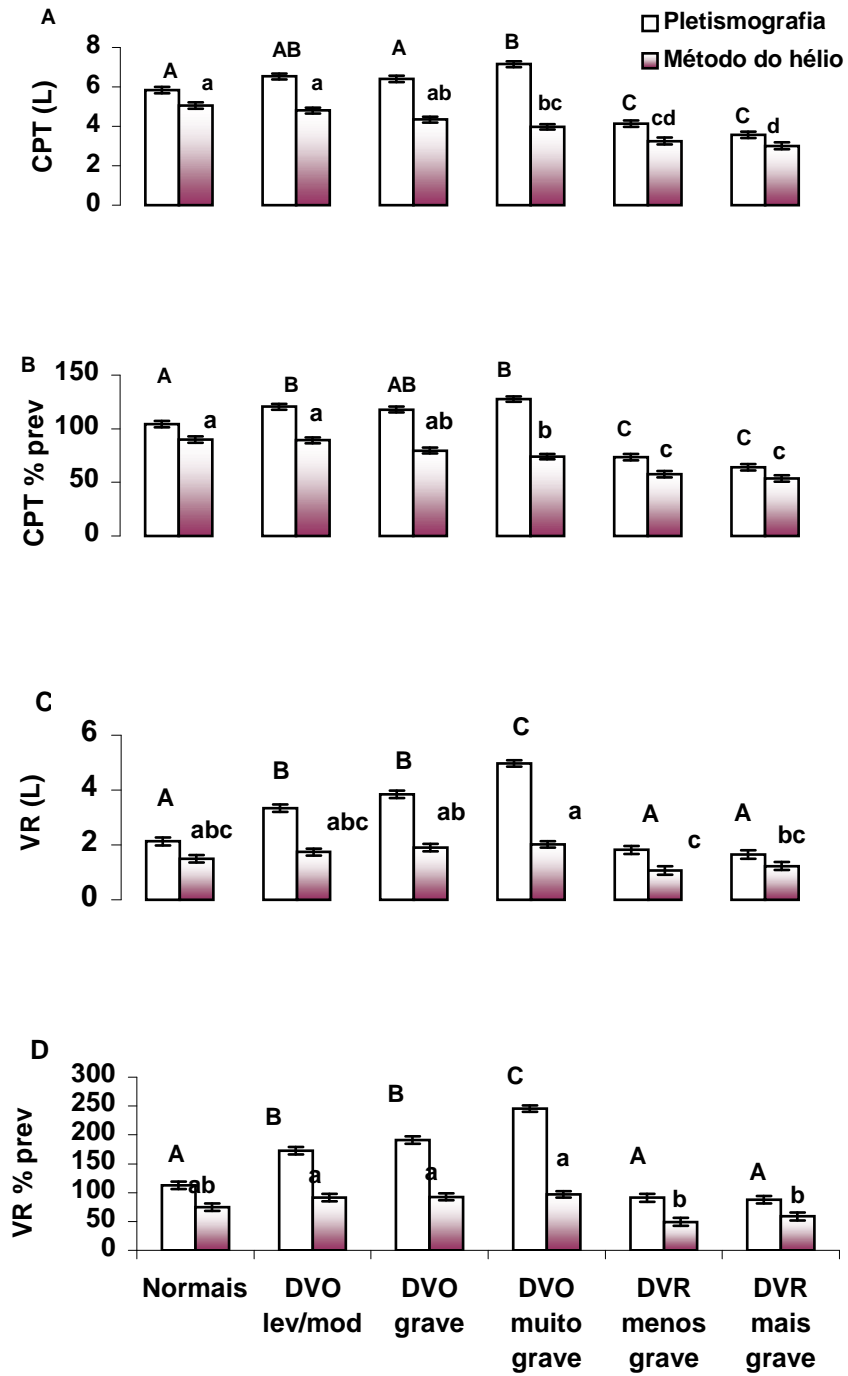 A
Pletismografia
Método do hélio
CPT (L)
8
6
4
2
0
A a AB a A ab B bc C cd C d
B
CPT % prev
150
100
50
0
A a B a AB ab B b C c C c
C
VR (L)
6
4
2
0
A abc B abc B ab C a A c A bc
D
VR % prev
300
250
200
150
100
50
0
A ab B a B a C a A b A b
Normais
DVO
lev/mod
DVO
grave
DVO
muito
grave
DVR
menos
grave
DVR
mais
grave